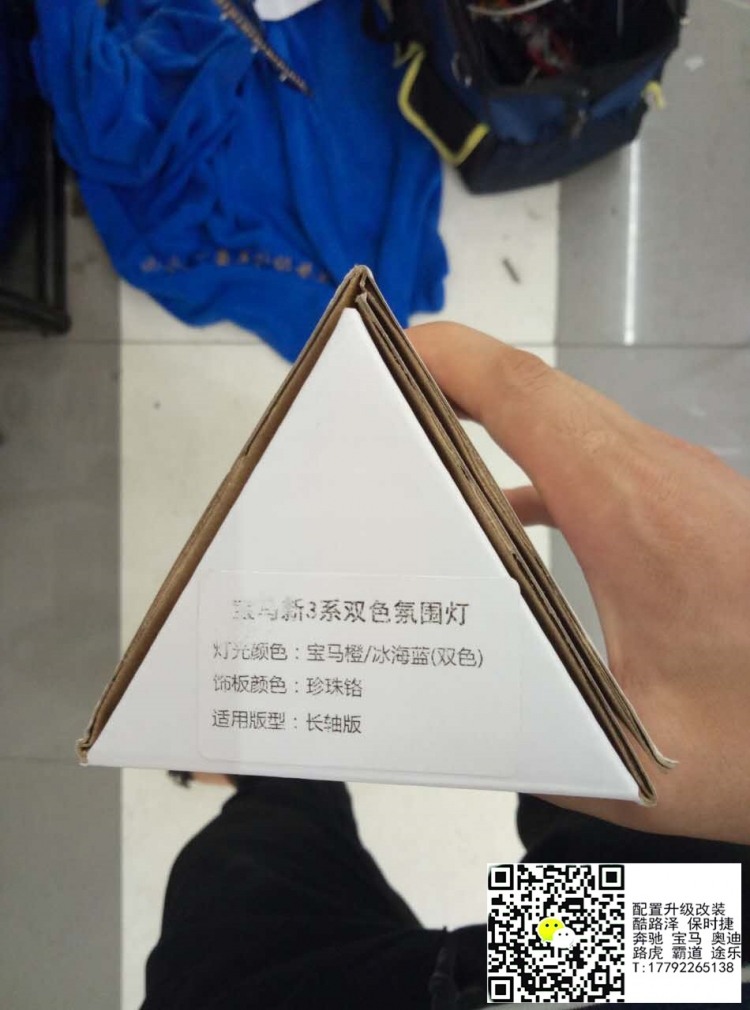 宝马新3系双色氛围灯
灯光颜色：宝马橙/冰海蓝(双色)
饰板颜色：珍珠铬
适用版型：长轴版
配置升级改装
酷路泽 保时捷
奔驰 宝马 奥迪
路虎 霸道 途乐
T:17792265138